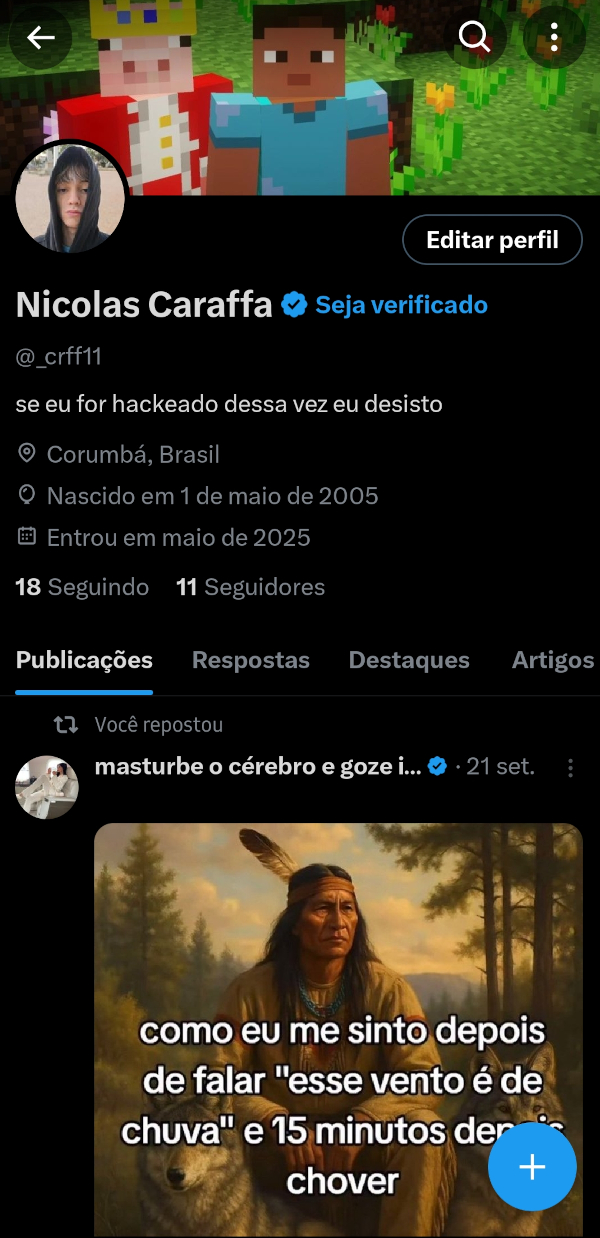 Editar perfil
Nicolas Caraffa Seja verificado
@_crff11
se eu for hackeado dessa vez eu desisto
Corumbá, Brasil
Nascido em 1 de maio de 2005
Entrou em maio de 2025
18 Seguindo 11 Seguidores
Publicações Respostas Destaques Artigos
Você repostou
masturbe o cérebro e goze i... · 21 set.
como eu me sinto depois
de falar "esse vento é de
chuva" e 15 minutos depois
chover